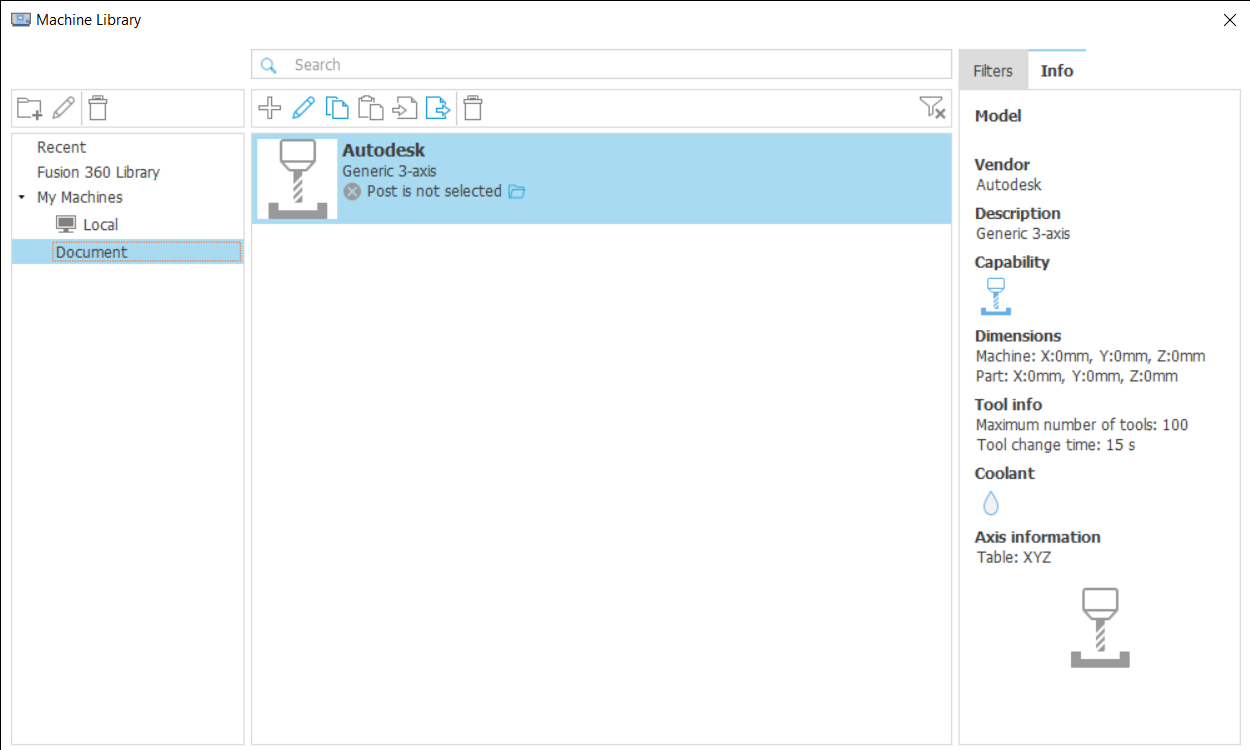 Machine Library
Search
Filters
Info
Recent
Fusion 360 Library
My Machines
Local
Document
Autodesk
Generic 3-axis
Post is not selected
Model
Vendor
Autodesk
Description
Generic 3-axis
Capability
Dimensions
Machine: X:0mm, Y:0mm, Z:0mm
Part: X:0mm, Y:0mm, Z:0mm
Tool info
Maximum number of tools: 100
Tool change time: 15 s
Coolant
Axis information
Table: XYZ